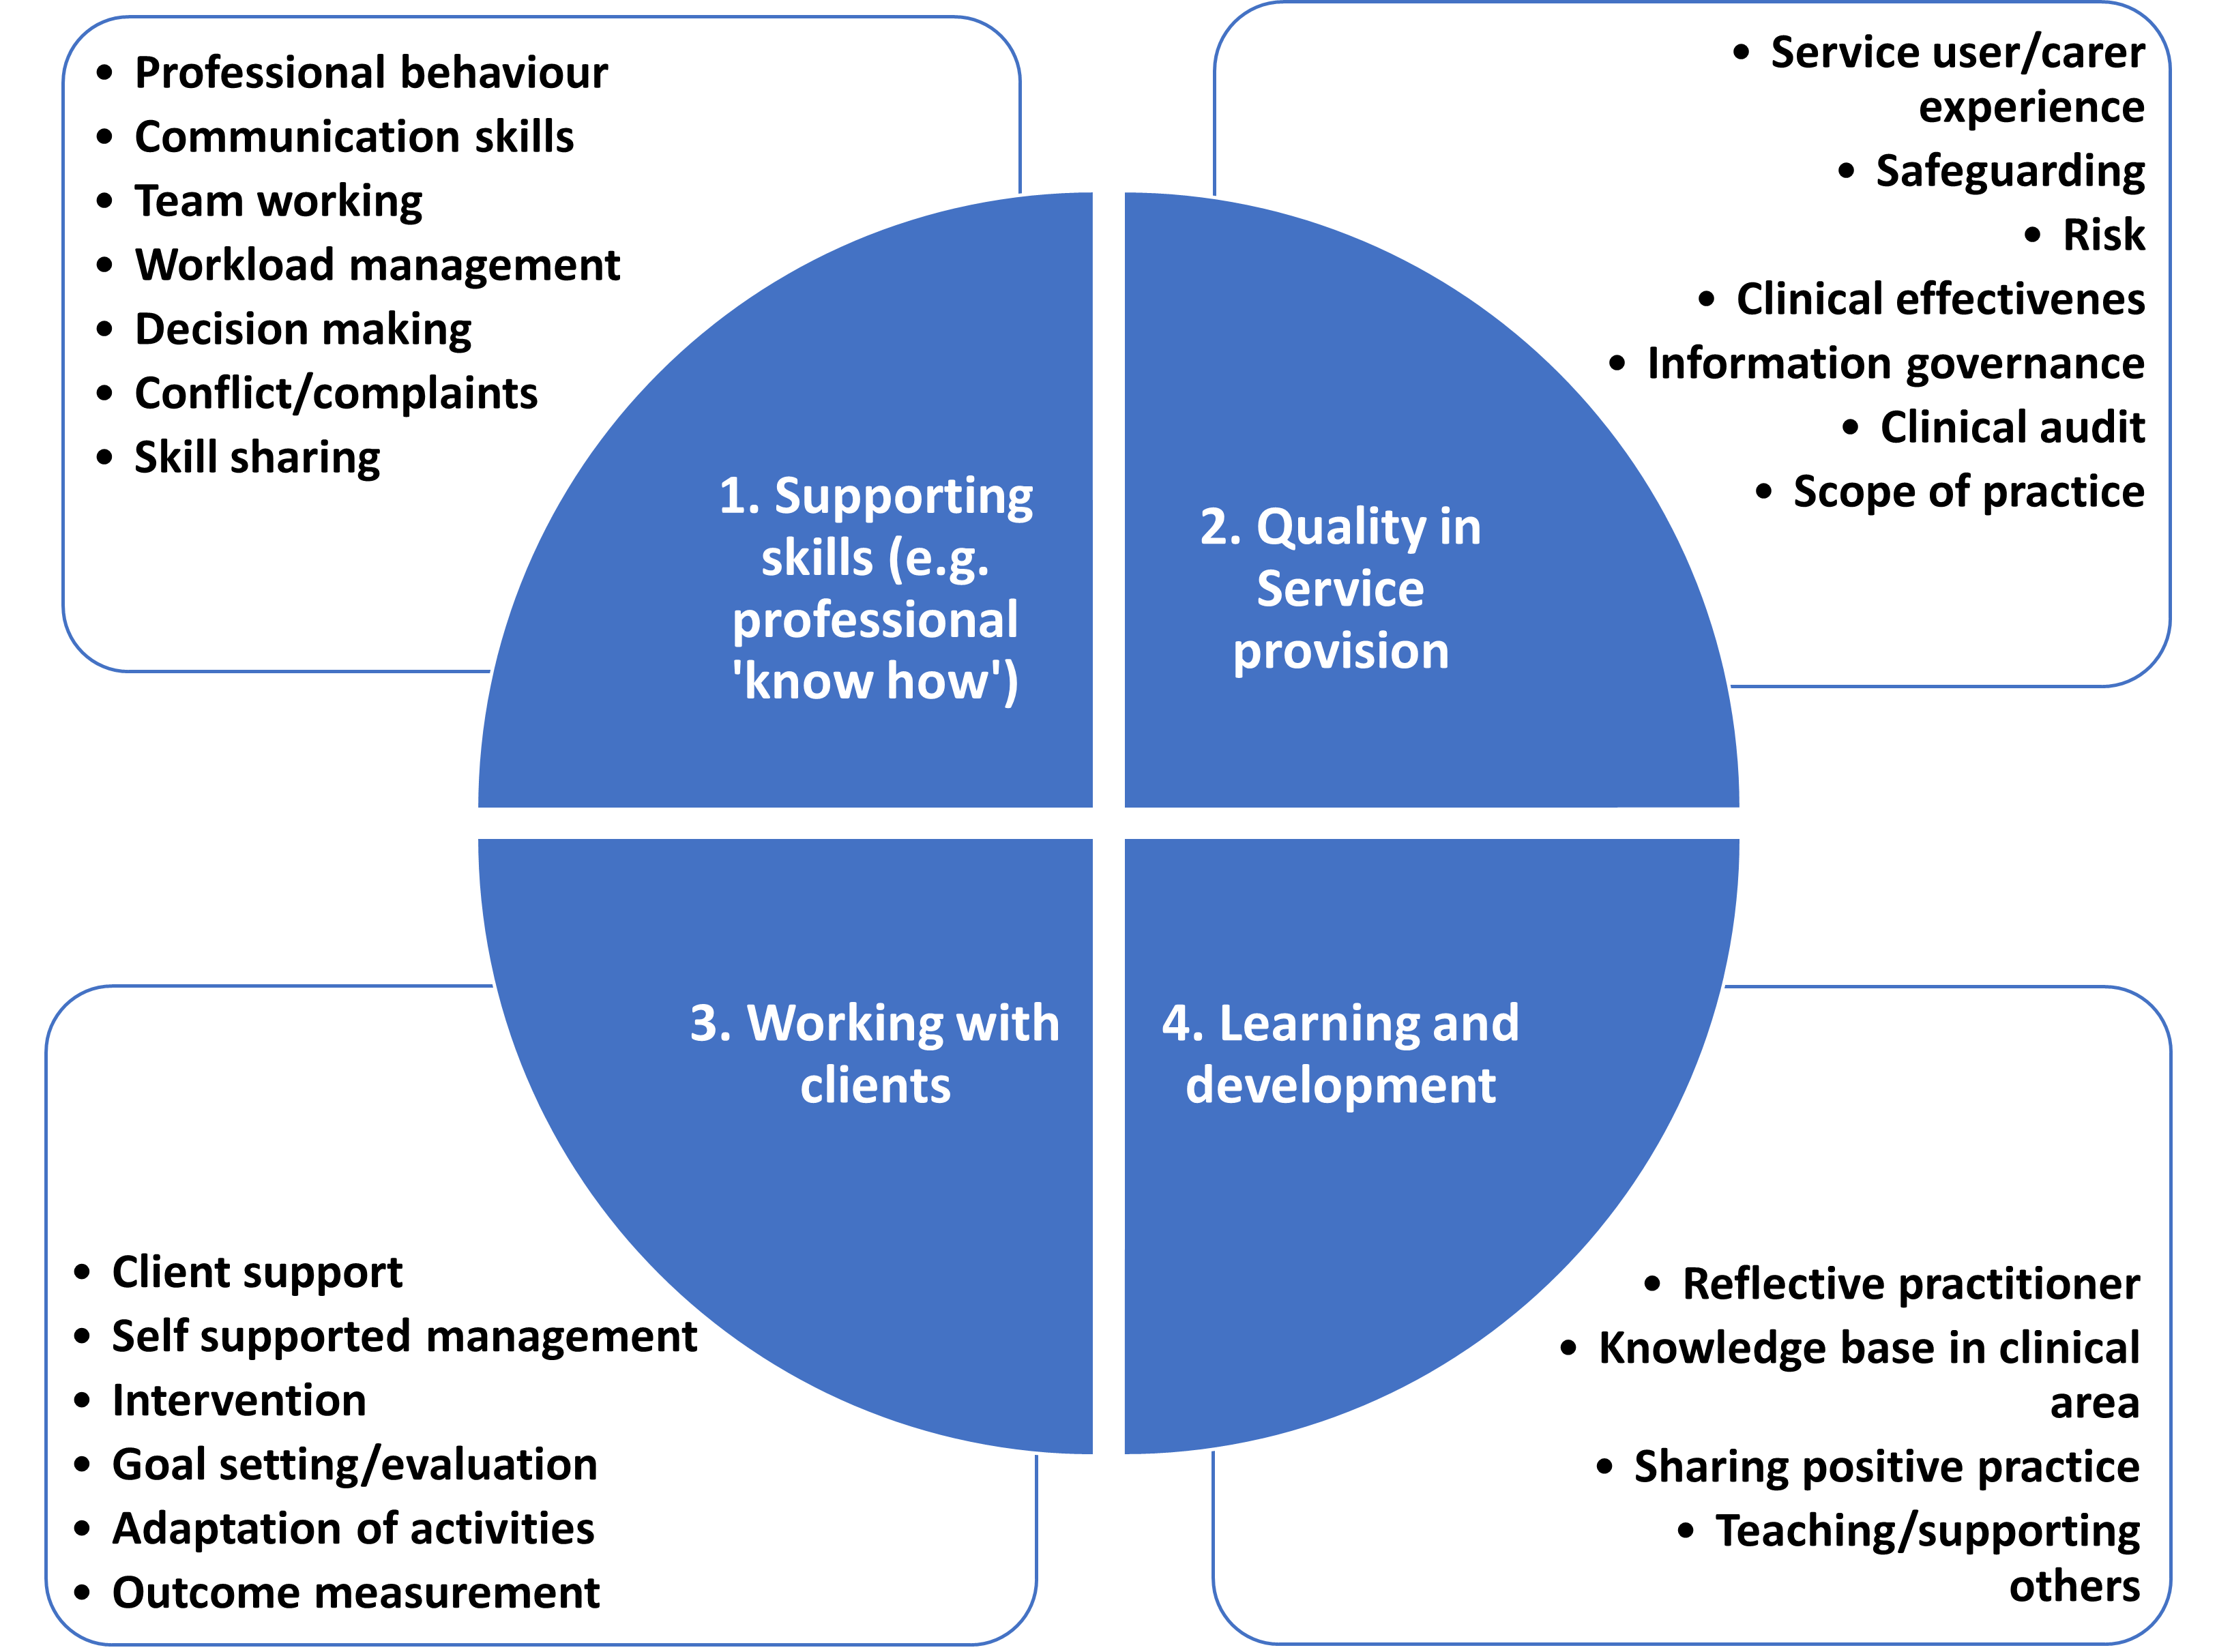 • Professional behaviour
• Communication skills
• Team working
• Workload management
• Decision making
• Conflict/complaints
• Skill sharing
• Service user/carer
experience
• Safeguarding
• Risk
• Clinical effectivenes
• Information governance
• Clinical audit
• Scope of practice
1. Supporting
skills (e.g.
professional
'know how')
2. Quality in
Service
provision
3. Working with
clients
4. Learning and
development
• Client support
• Self supported management
• Intervention
• Goal setting/evaluation
• Adaptation of activities
• Outcome measurement
• Reflective practitioner
• Knowledge base in clinical
area
• Sharing positive practice
• Teaching/supporting
others